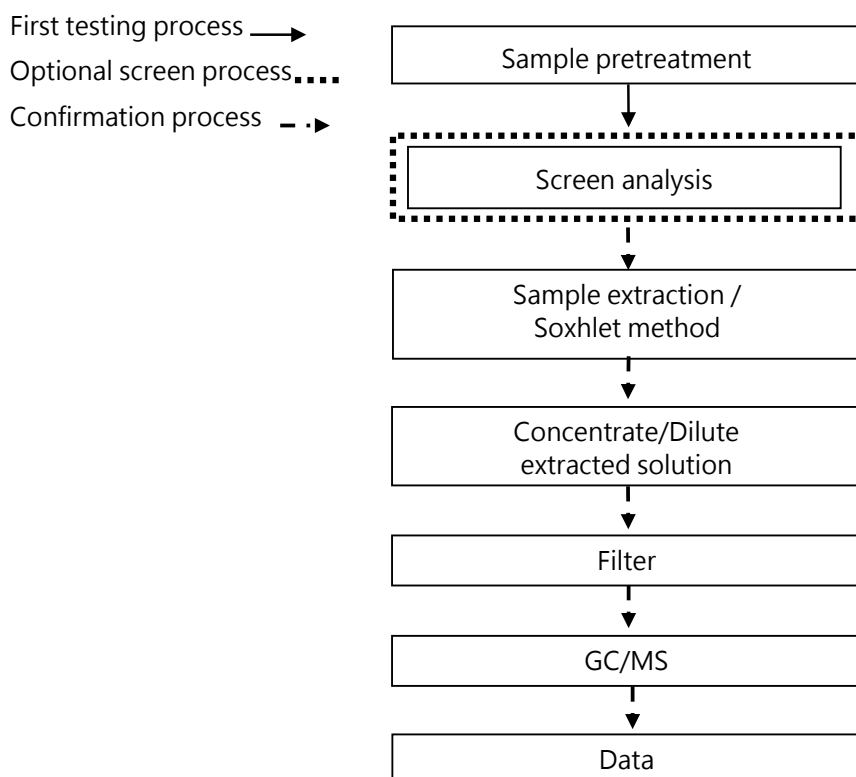 First testing process
Optional screen process
Confirmation process
Sample pretreatment
Screen analysis
Sample extraction /
Soxhlet method
Concentrate/Dilute
extracted solution
Filter
GC/MS
Data